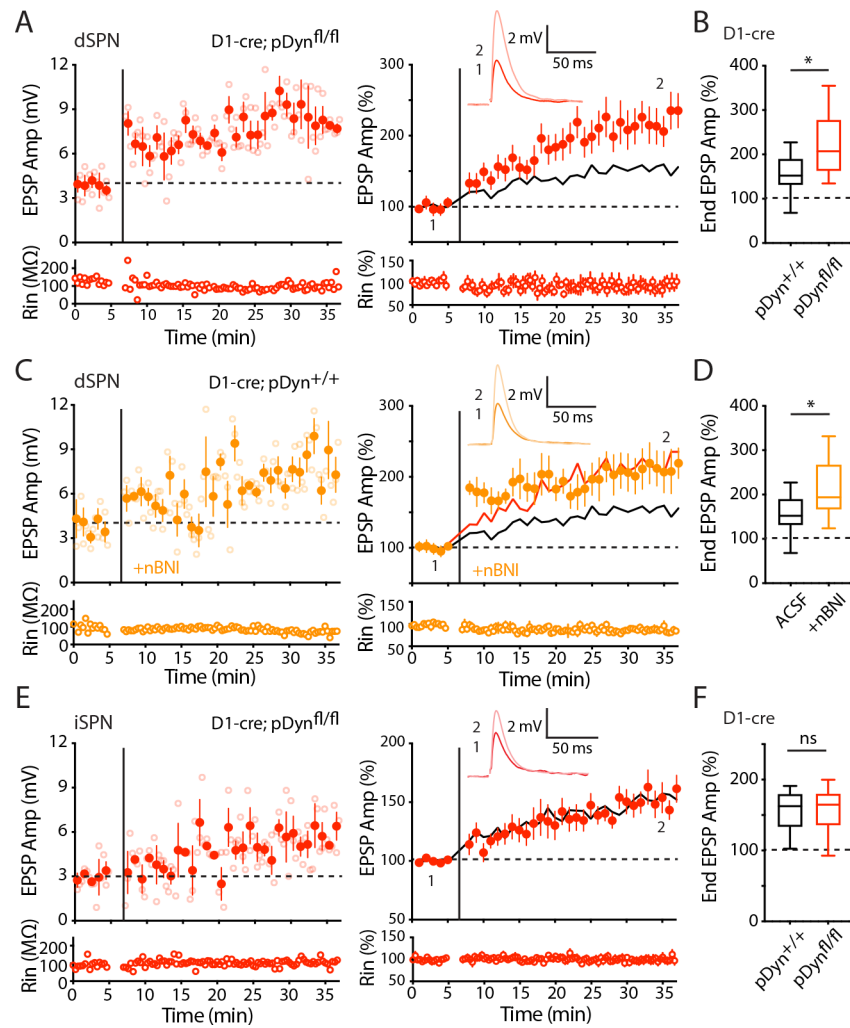 A
dSPN
D1-cre; pDynfl/fl
12
9
6
3
0
EPSP Amp (mV)
200
100
0
Rin (MΩ)
0 5 10 15 20 25 30 35
Time (min)
300
250
200
150
100
50
EPSP Amp (%)
2
1
2 mV
50 ms
2
1
150
100
50
Rin (%)
0 5 10 15 20 25 30 35
Time (min)
B
D1-cre
*
400
300
200
100
0
End EPSP Amp (%)
pDyn+/+
pDynfl/fl
C
dSPN
D1-cre; pDyn+/+
12
9
6
3
0
EPSP Amp (mV)
+nBNI
200
100
0
Rin (MΩ)
0 5 10 15 20 25 30 35
Time (min)
300
250
200
150
100
50
EPSP Amp (%)
2
1
2 mV
50 ms
2
1
+nBNI
150
100
50
Rin (%)
0 5 10 15 20 25 30 35
Time (min)
D
*
400
300
200
100
0
End EPSP Amp (%)
ACSF
+nBNI
E
iSPN
D1-cre; pDynfl/fl
12
9
6
3
0
EPSP Amp (mV)
200
100
0
Rin (MΩ)
0 5 10 15 20 25 30 35
Time (min)
200
150
100
50
EPSP Amp (%)
2
1
2 mV
50 ms
1
2
150
100
50
Rin (%)
0 5 10 15 20 25 30 35
Time (min)
F
D1-cre
ns
250
200
150
100
50
0
End EPSP Amp (%)
pDyn+/+
pDynfl/fl